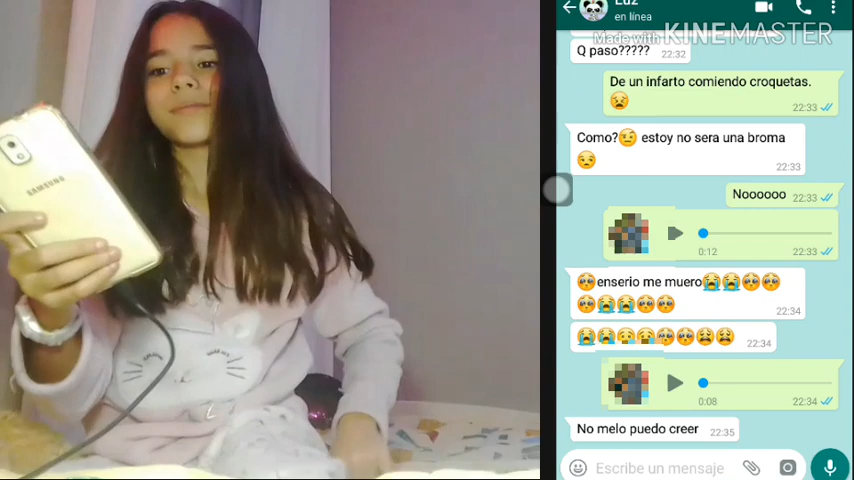 SAMSUNG
Luz
en línea
Made with KINEMASTER
Q paso?????
22:32
De un infarto comiendo croquetas.
😫
22:33
Como?🤨 estoy no sera una broma
😒
22:33
Noooooo 22:33
0:12 22:33
🥺enserio me muero😭😭🥺🥺
🥺😭😭🥺🥺
22:34
😭😭😢😢🥺🥺😩😩 22:34
0:08 22:34
No melo puedo creer 22:35
Escribe un mensaje